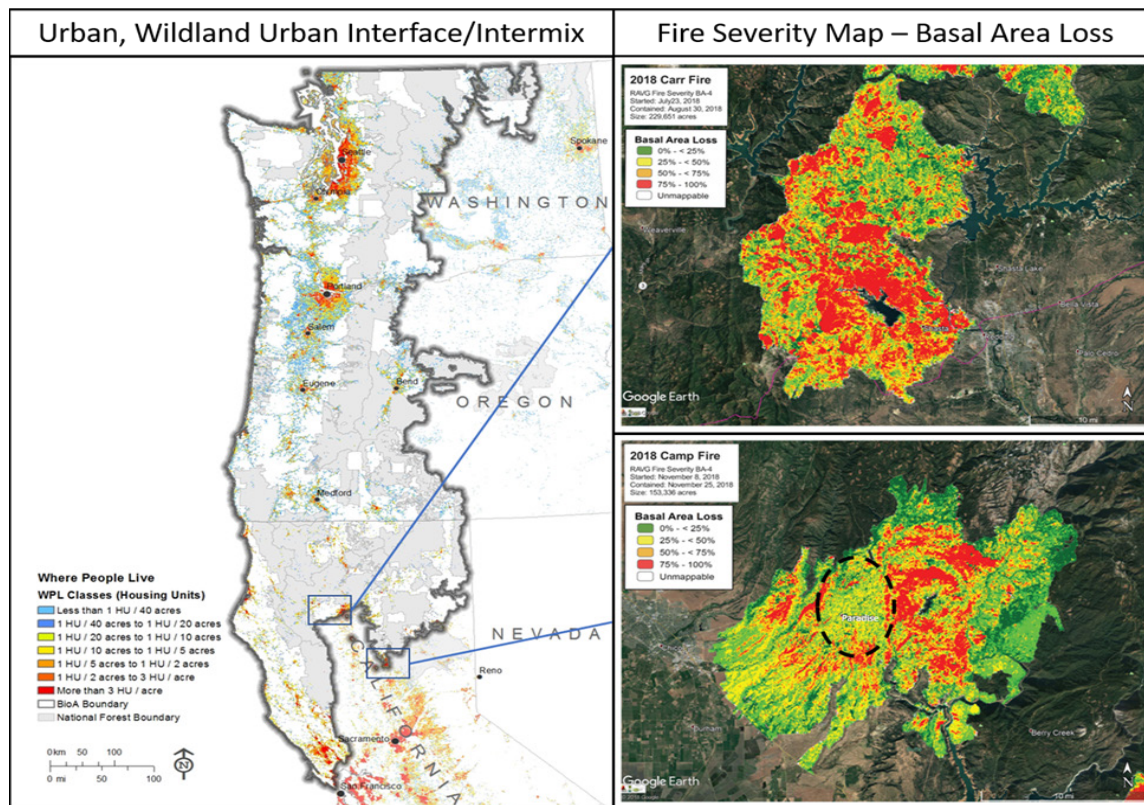 Urban, Wildland Urban Interface/Intermix
Spokane
Seattle
Olympia
WASHINGTON
Portland
Salem
Eugene
Bend
OREGON
Medford
NEVADA
Reno
CALIFORNIA
Sacramento
San Francisco
Where People Live
WPL Classes (Housing Units)
Less than 1 HU / 40 acres
1 HU / 40 acres to 1 HU / 20 acres
1 HU / 20 acres to 1 HU / 10 acres
1 HU / 10 acres to 1 HU / 5 acres
1 HU / 5 acres to 1 HU / 2 acres
1 HU / 2 acres to 3 HU / acre
More than 3 HU / acre
BioA Boundary
National Forest Boundary
0 km 50 100
0 mi 50 100
N
Fire Severity Map – Basal Area Loss
2018 Carr Fire
RAVG Fire Severity BA-4
Started: July23, 2018
Contained: August 30, 2018
Size: 229,651 acres
Basal Area Loss
0% - < 25%
25% - < 50%
50% - < 75%
75% - 100%
Unmappable
Weaverville
3
Shasta Lake
Bella Vista
Palo Cedro
Google Earth
N
10 mi
2018 Camp Fire
RAVG Fire Severity BA-4
Started: November 8, 2018
Contained: November 25, 2018
Size: 153,336 acres
Basal Area Loss
0% - < 25%
25% - < 50%
50% - < 75%
75% - 100%
Unmappable
Paradise
Durham
Berry Creek
Google Earth
N
10 mi